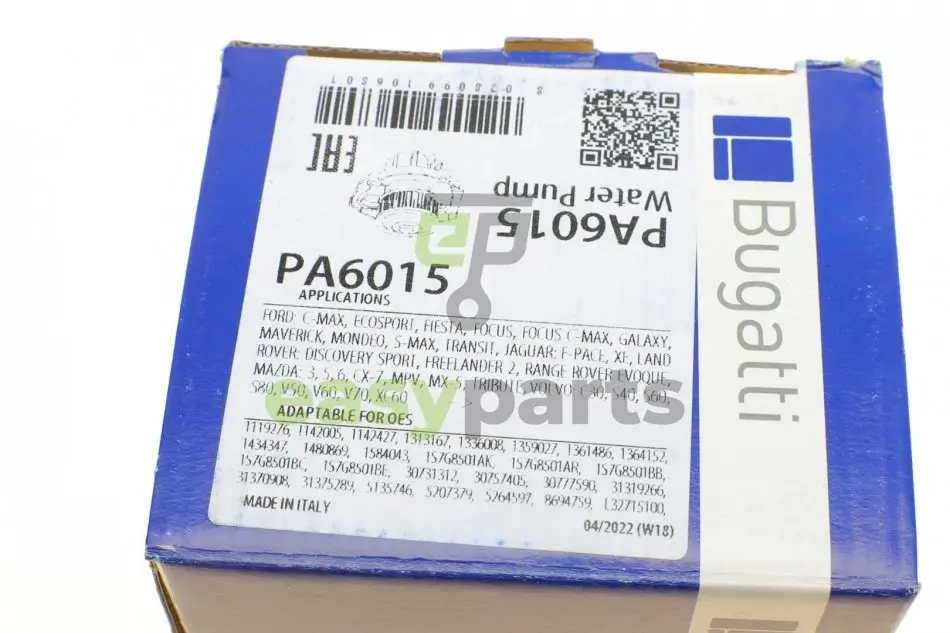 8 020099 106801
EAC
Water Pump
PA6015
PA6015
APPLICATIONS
FORD: C-MAX, ECOSPORT, FIESTA, FOCUS, FOCUS C-MAX, GALAXY,
MAVERICK, MONDEO, S-MAX, TRANSIT, JAGUAR: F-PACE, XF, LAND
ROVER: DISCOVERY SPORT, FREELANDER 2, RANGE ROVER EVOQUE,
MAZDA: 3, 5, 6, CX-7, MPV, MX-5, TRIBUTE, VOLVO: C30, S40, S60,
S80, V50, V60, V70, XC60
ADAPTABLE FOR OES
1119276, 1142005, 1142427, 1313167, 1336008, 1359027, 1361486, 1364152,
1434347, 1480869, 1584043, 1S7G8501AK, 1S7G8501AR, 1S7G8501BB,
1S7G8501BC, 1S7G8501BE, 30731312, 30757405, 30777590, 31319266,
31370908, 31375289, 5135746, 5207379, 5264597, 8694759, L32715100,
MADE IN ITALY
04/2022 (W18)
Bugatti
easyparts